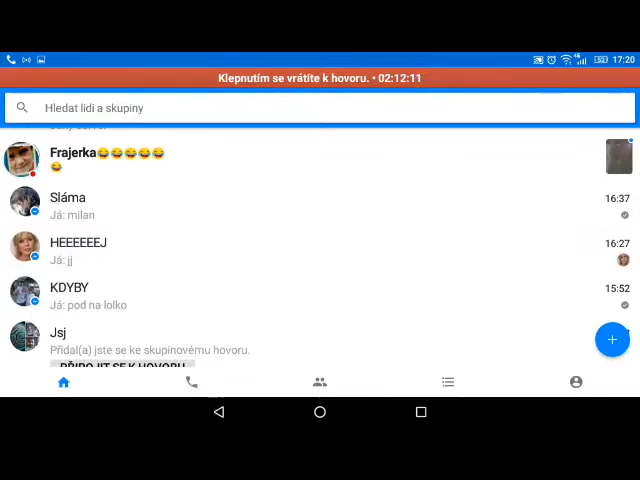 4G 52 17:20
Klepnutím se vrátíte k hovoru. • 02:12:11
Hledat lidi a skupiny
Frajerka😂😂😂😂😂
😂
Sláma 16:37
Já: milan
HEEEEEEJ 16:27
Já: jj
KDYBY 15:52
Já: pod na lolko
Jsj
Přidal(a) jste se ke skupinovému hovoru.
PŘIPOJIT SE K HOVORU